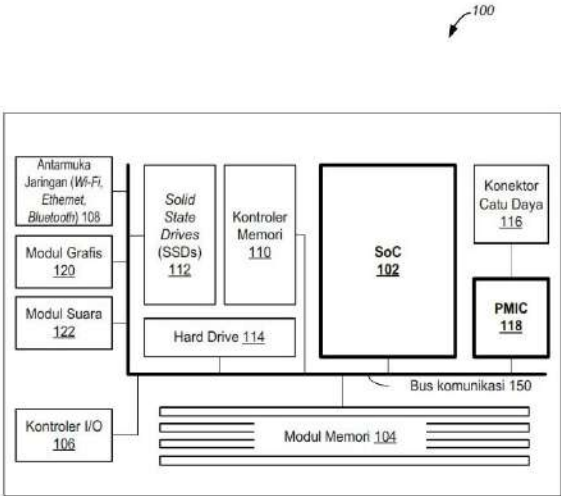 100
Antarmuka
Jaringan (Wi-Fi,
Ethernet,
Bluetooth) 108
Modul Grafis
120
Modul Suara
122
Solid
State
Drives
(SSDs)
112
Kontroler
Memori
110
Hard Drive 114
SoC
102
Konektor
Catu Daya
116
PMIC
118
Bus komunikasi 150
Kontroler I/O
106
Modul Memori 104